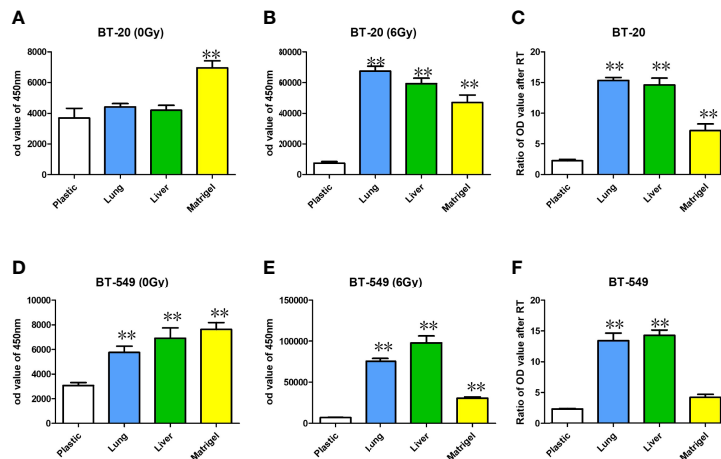 A
BT-20 (0Gy)
od value of 450nm
8000
6000
4000
2000
0
**
Plastic
Lung
Liver
Matrigel
B
BT-20 (6Gy)
od value of 450nm
80000
60000
40000
20000
0
**
**
**
Plastic
Lung
Liver
Matrigel
C
BT-20
Ratio of OD value after RT
20
15
10
5
0
**
**
**
Plastic
Lung
Liver
Matrigel
D
BT-549 (0Gy)
od value of 450nm
10000
8000
6000
4000
2000
0
**
**
**
Plastic
Lung
Liver
Matrigel
E
BT-549 (6Gy)
od value of 450nm
150000
100000
50000
0
**
**
**
Plastic
Lung
Liver
Matrigel
F
BT-549
Ratio of OD value after RT
20
15
10
5
0
**
**
Plastic
Lung
Liver
Matrigel